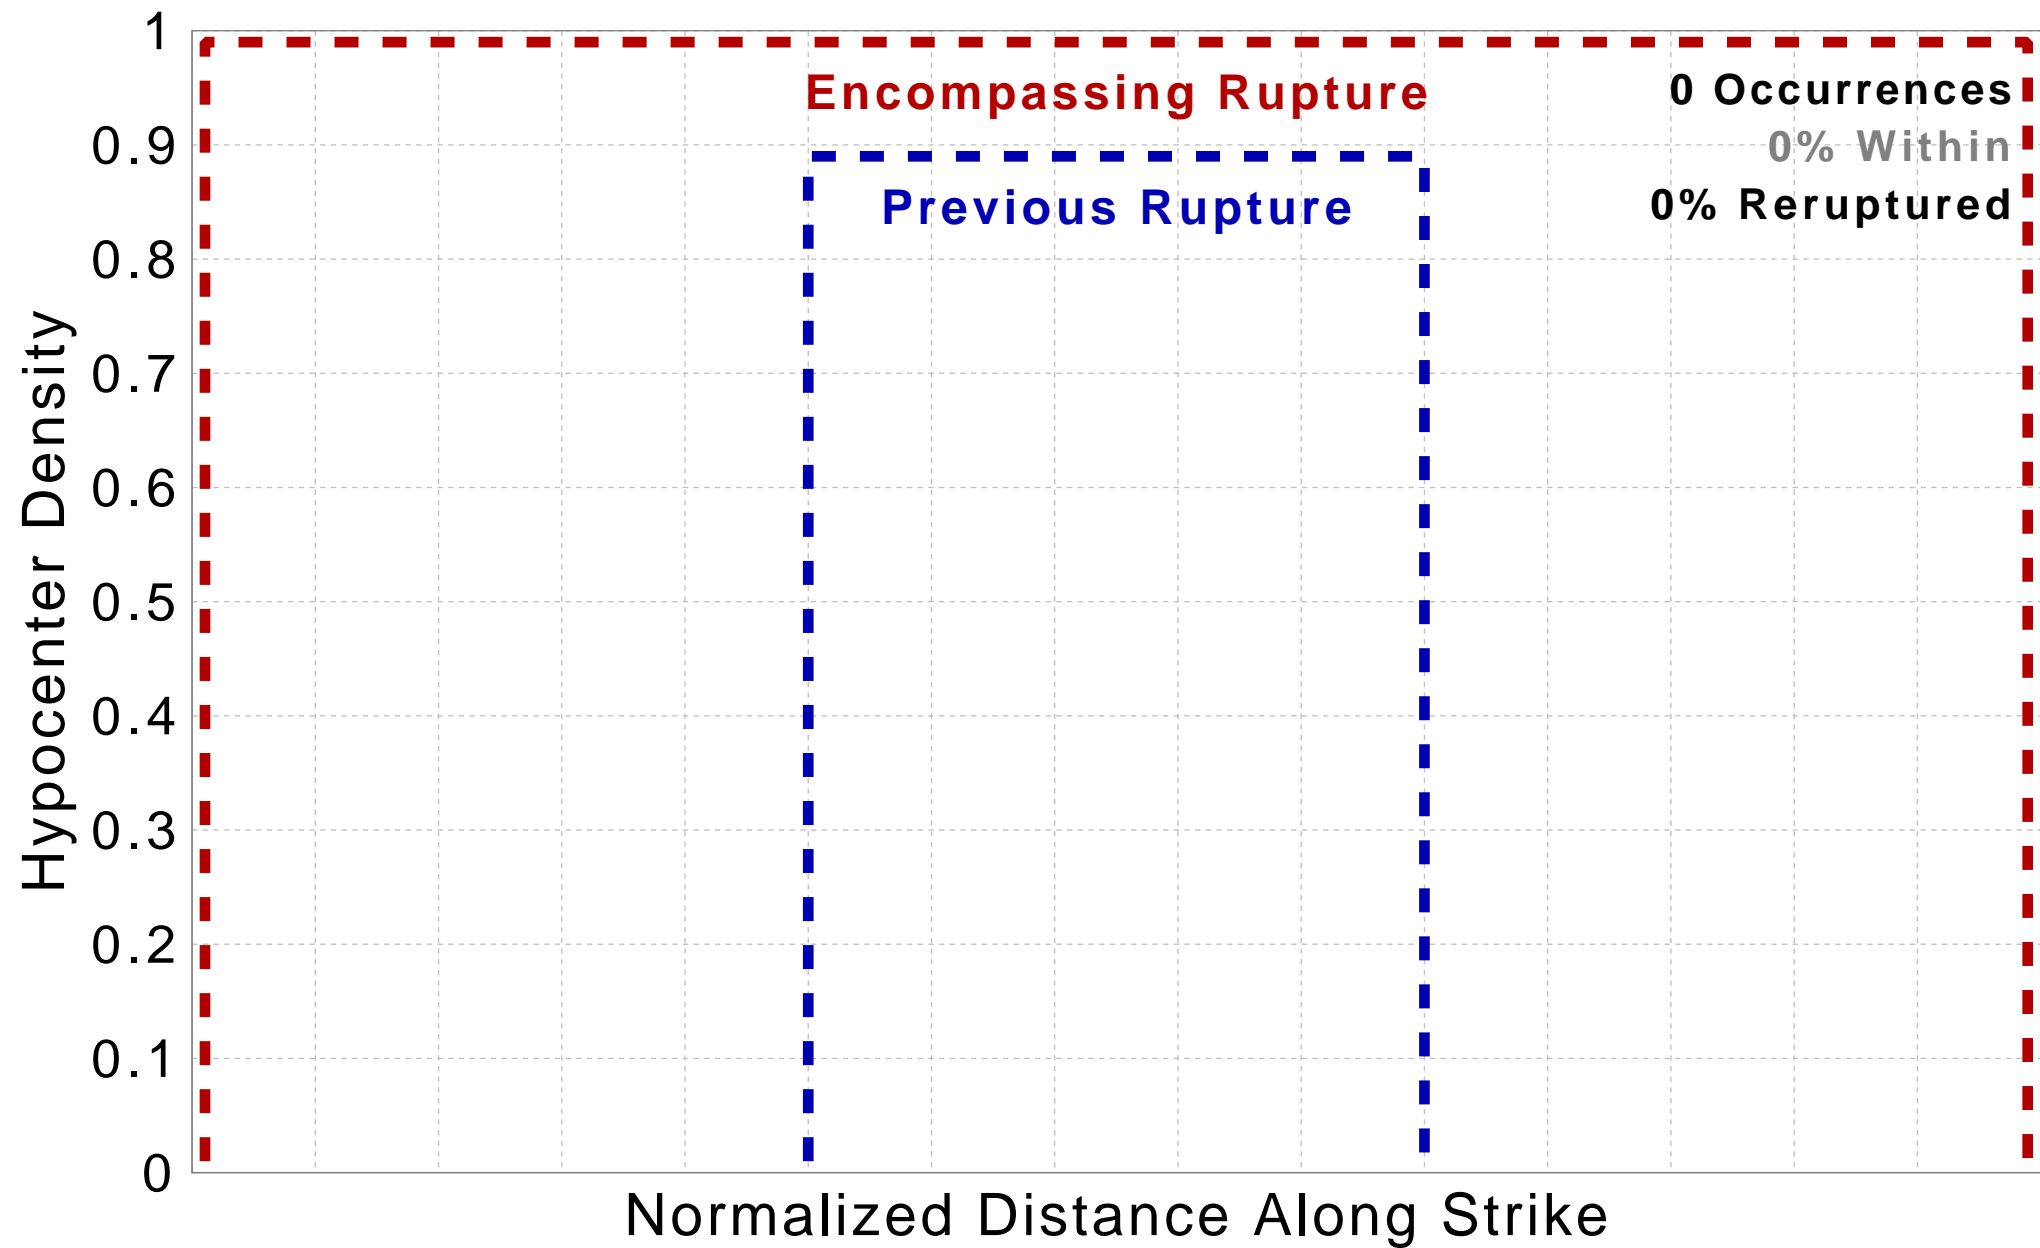 1
Encompassing Rupture
0 Occurrences
0.9
0% Within
Previous Rupture
0% Reruptured
0.8
0.7
0.6
0.5
0.4
0.3
0.2
0.1
0
Hypocenter Density
Normalized Distance Along Strike